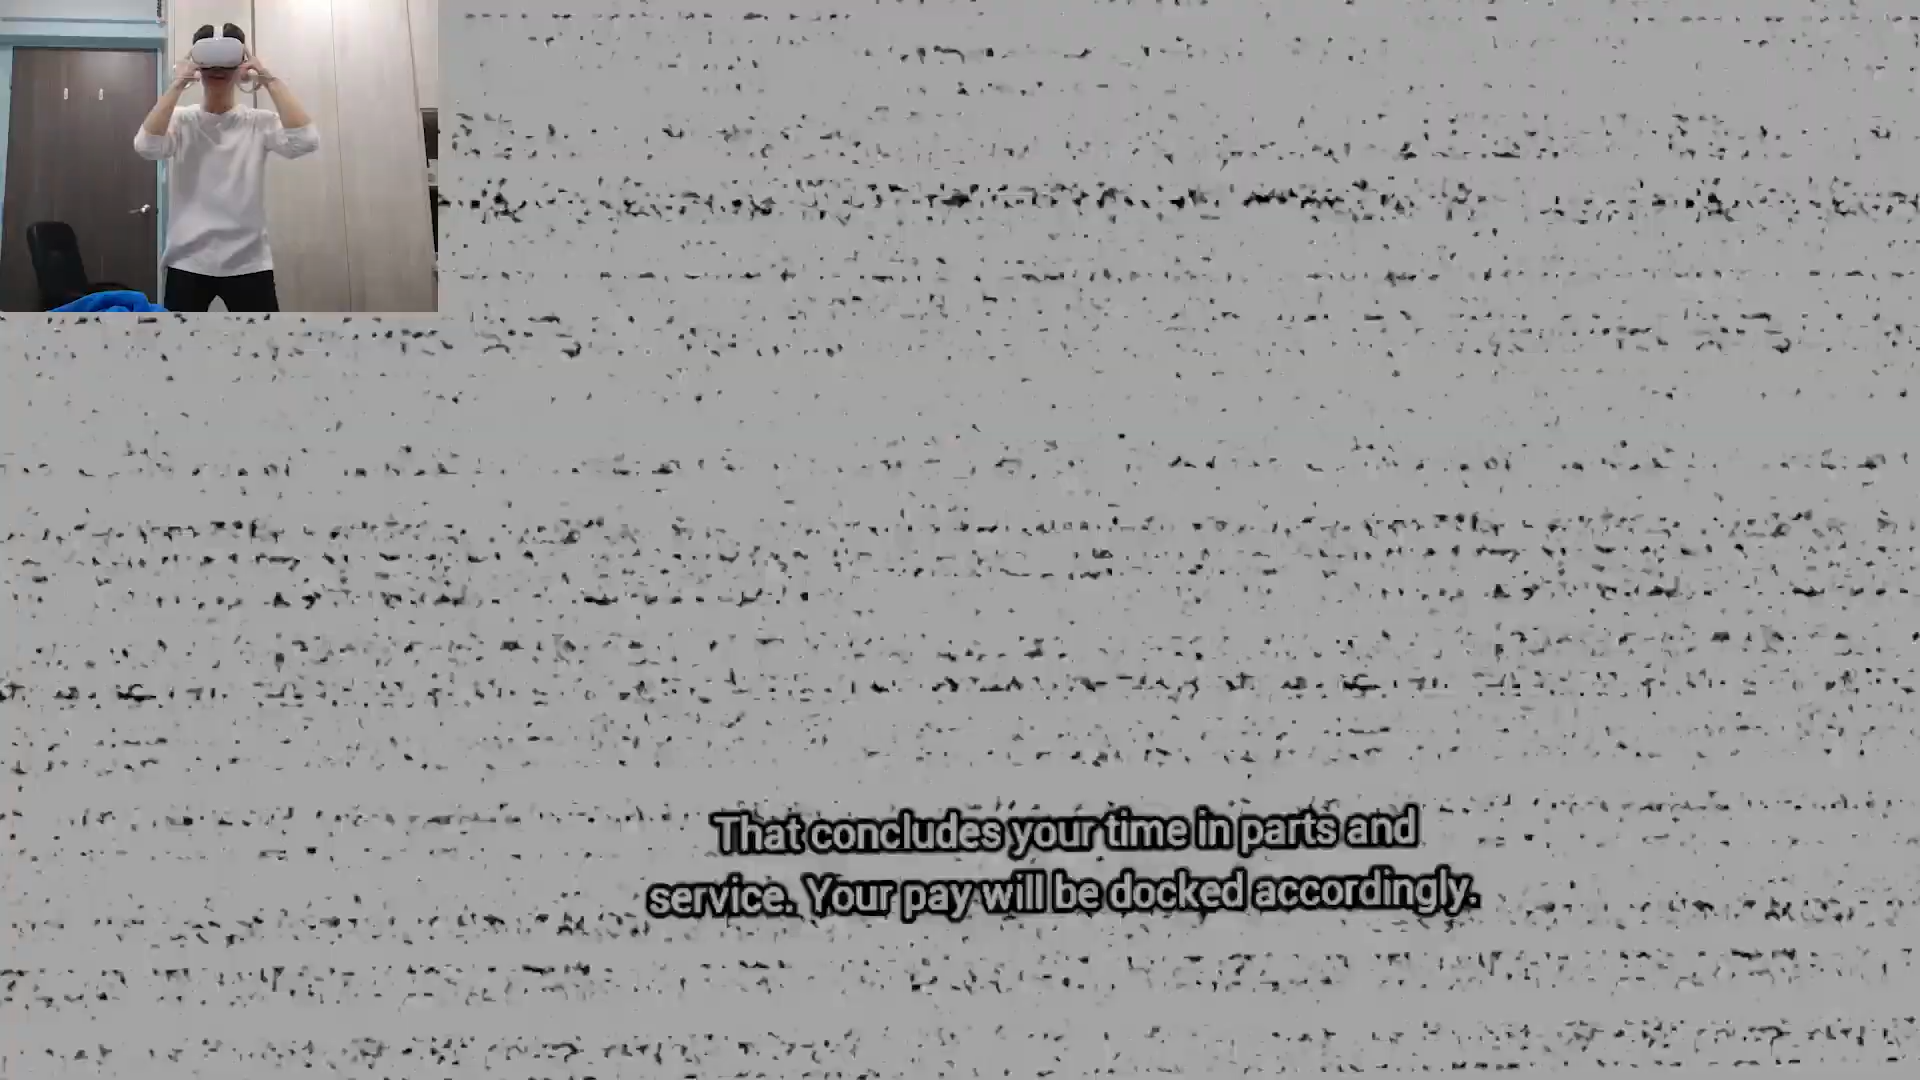 That concludes your time in parts and
service. Your pay will be docked accordingly.